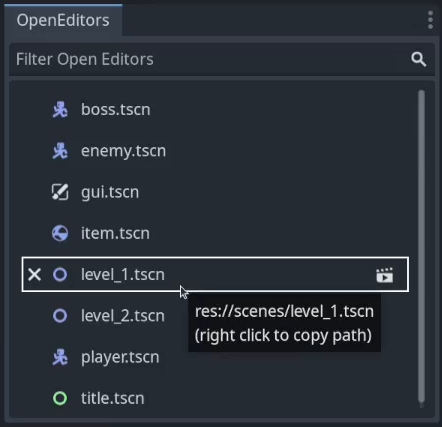 OpenEditors
Filter Open Editors
boss.tscn
enemy.tscn
gui.tscn
item.tscn
level_1.tscn
res://scenes/level_1.tscn
(right click to copy path)
level_2.tscn
player.tscn
title.tscn